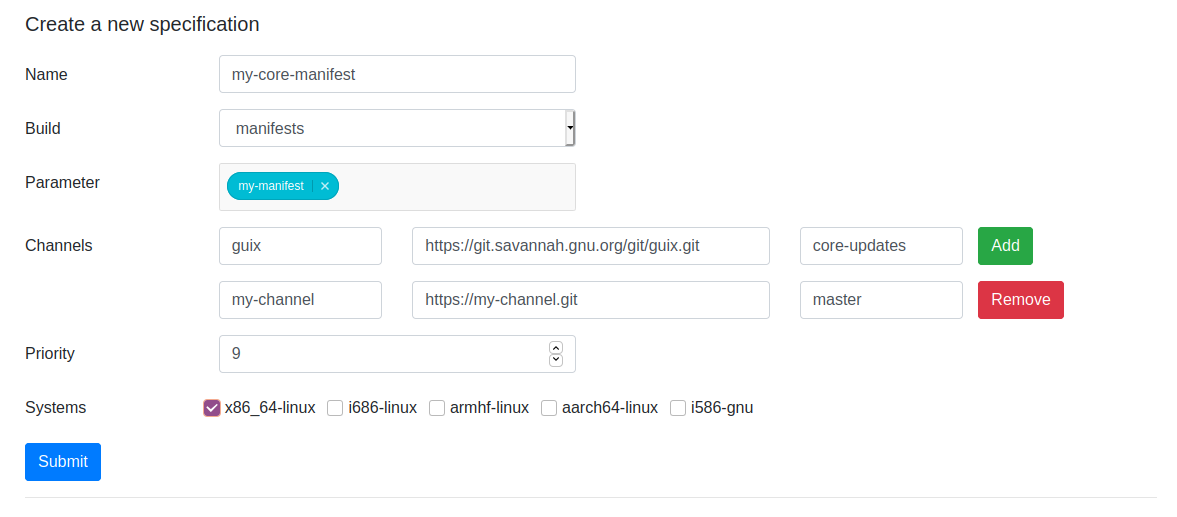 Create a new specification
Name my-core-manifest
Build manifests
Parameter my-manifest ×
Channels guix https://git.savannah.gnu.org/git/guix.git core-updates Add
my-channel https://my-channel.git master Remove
Priority 9
Systems x86_64-linux i686-linux armhf-linux aarch64-linux i586-gnu
Submit